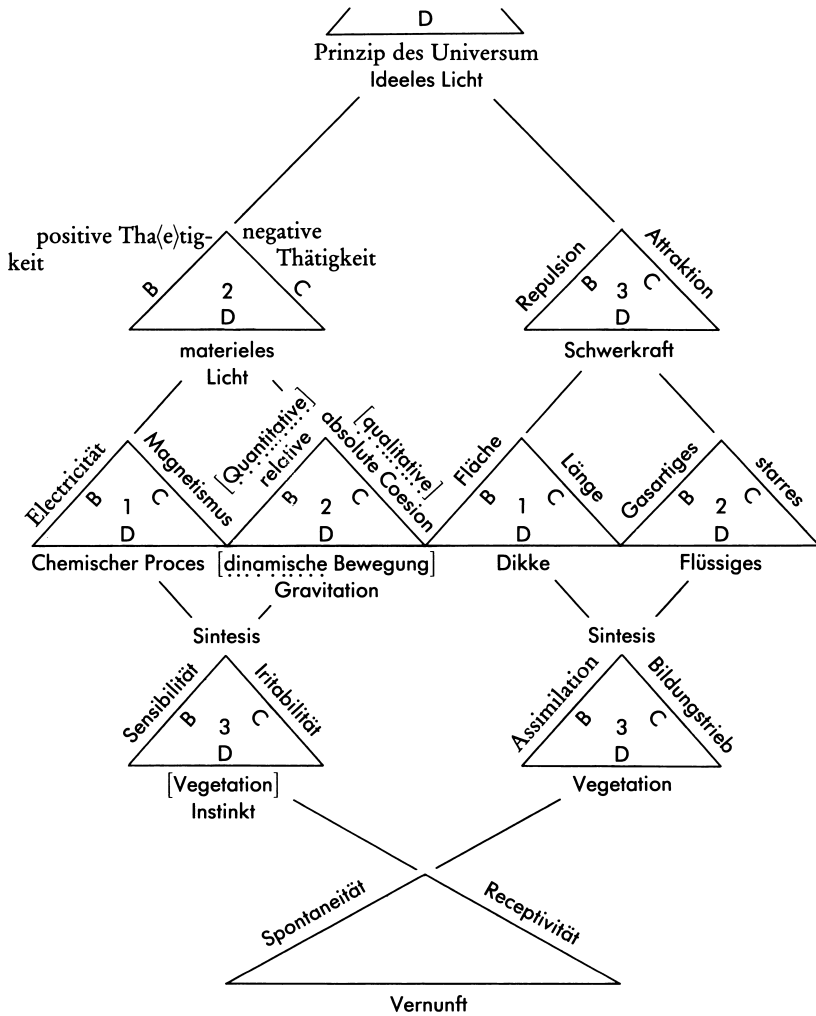 D
Prinzip des Universum
Ideeles Licht
positive Tha⟨e⟩tig-
keit
negative
Thätigkeit
B
2
C
D
materieles
Licht
Repulsion
Attraktion
B
3
C
D
Schwerkraft
Electricität
Magnetismus
B
1
C
D
Chemischer Proces
[Quantitative]
relative
[qualitative]
absolute Coesion
B
2
C
D
[dinamische Bewegung]
Gravitation
Fläche
Länge
B
1
C
D
Dikke
Gasartiges
starres
B
2
C
D
Flüssiges
Sintesis
Sensibilität
Iritabilität
B
3
C
D
[Vegetation]
Instinkt
Sintesis
Assimilation
Bildungstrieb
B
3
C
D
Vegetation
Spontaneität
Receptivität
Vernunft